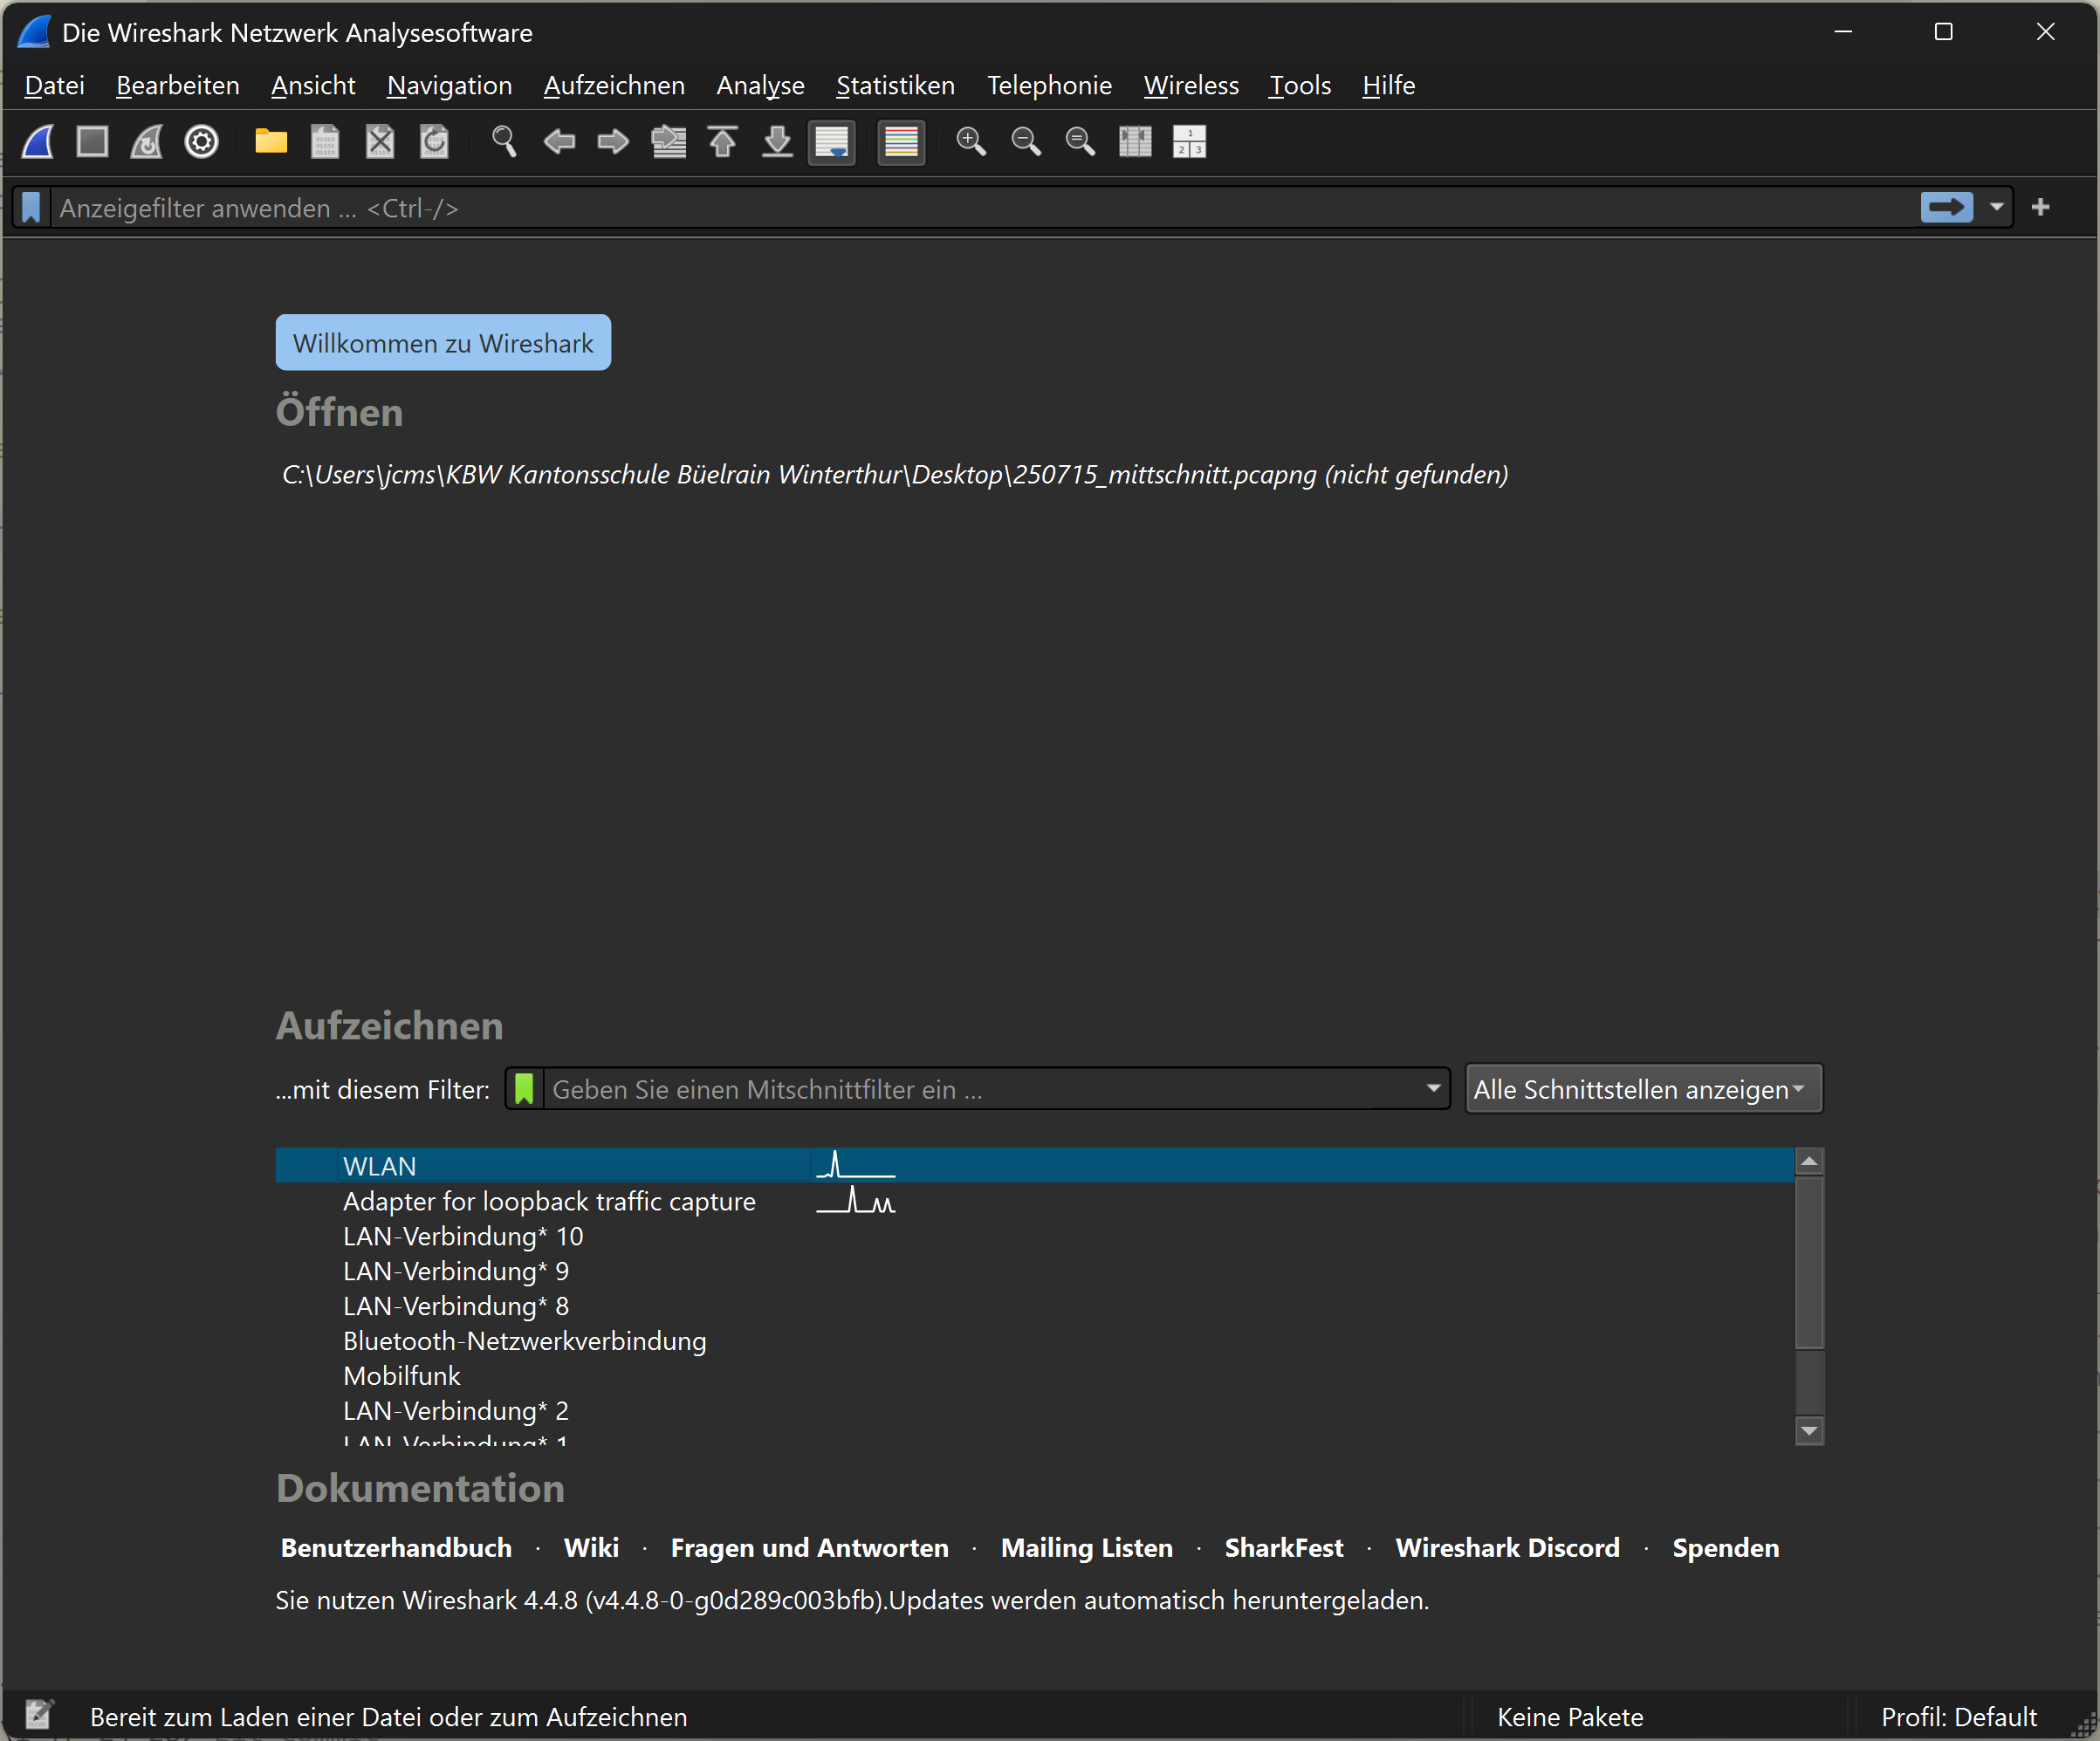 Die Wireshark Netzwerk Analysesoftware
Datei Bearbeiten Ansicht Navigation Aufzeichnen Analyse Statistiken Telephonie Wireless Tools Hilfe
Anzeigefilter anwenden ... <Ctrl-/>
Willkommen zu Wireshark
Öffnen
C:\Users\jcms\KBW Kantonsschule Büelrain Winterthur\Desktop\250715_mittschnitt.pcapng (nicht gefunden)
Aufzeichnen
...mit diesem Filter: Geben Sie einen Mitschnittfilter ein ... Alle Schnittstellen anzeigen
WLAN
Adapter for loopback traffic capture
LAN-Verbindung* 10
LAN-Verbindung* 9
LAN-Verbindung* 8
Bluetooth-Netzwerkverbindung
Mobilfunk
LAN-Verbindung* 2
LAN-Verbindung* 1
Dokumentation
Benutzerhandbuch · Wiki · Fragen und Antworten · Mailing Listen · SharkFest · Wireshark Discord · Spenden
Sie nutzen Wireshark 4.4.8 (v4.4.8-0-g0d289c003bfb).Updates werden automatisch heruntergeladen.
Bereit zum Laden einer Datei oder zum Aufzeichnen Keine Pakete Profil: Default